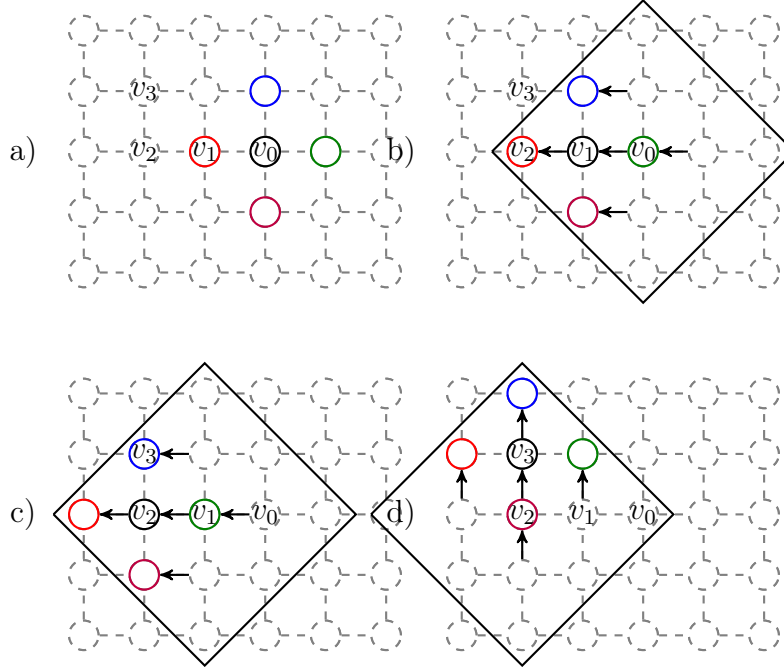 v₃
a) v₂ v₁ v₀
v₃
b) v₂ v₁ v₀
v₃
c) v₂ v₁ v₀
v₃
d) v₂ v₁ v₀